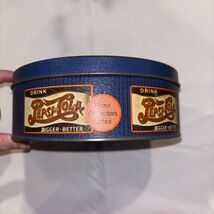 DRINK
PEPSI-COLA
BIGGER-BETTER
Pepsi
Collectors
Series
DRINK
PEPSI-COLA
BIGGER-BETTER